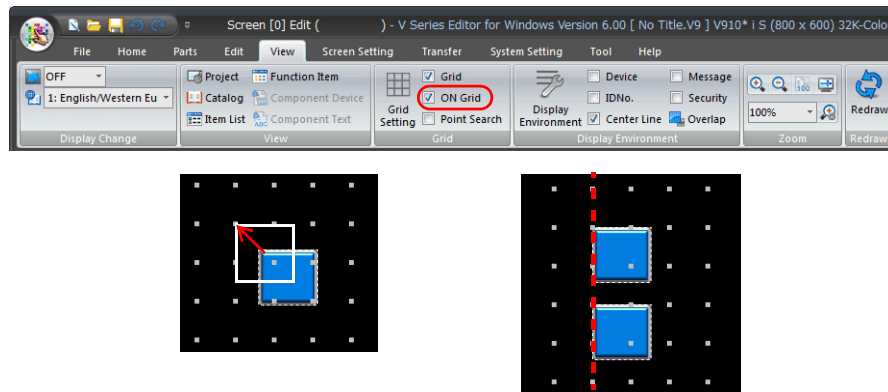 Screen [0] Edit ( ) - V Series Editor for Windows Version 6.00 [ No Title.V9 ] V910* i S (800 x 600) 32K-Colo
File Home Parts Edit View Screen Setting Transfer System Setting Tool Help
OFF Project Function Item Grid Device Message
1: English/Western Eu Catalog Component Device ON Grid IDNo. Security
Item List Component Text Grid Setting Point Search Display Environment Center Line Overlap 100% 100 Redraw
Display Change View Grid Display Environment Zoom Redraw